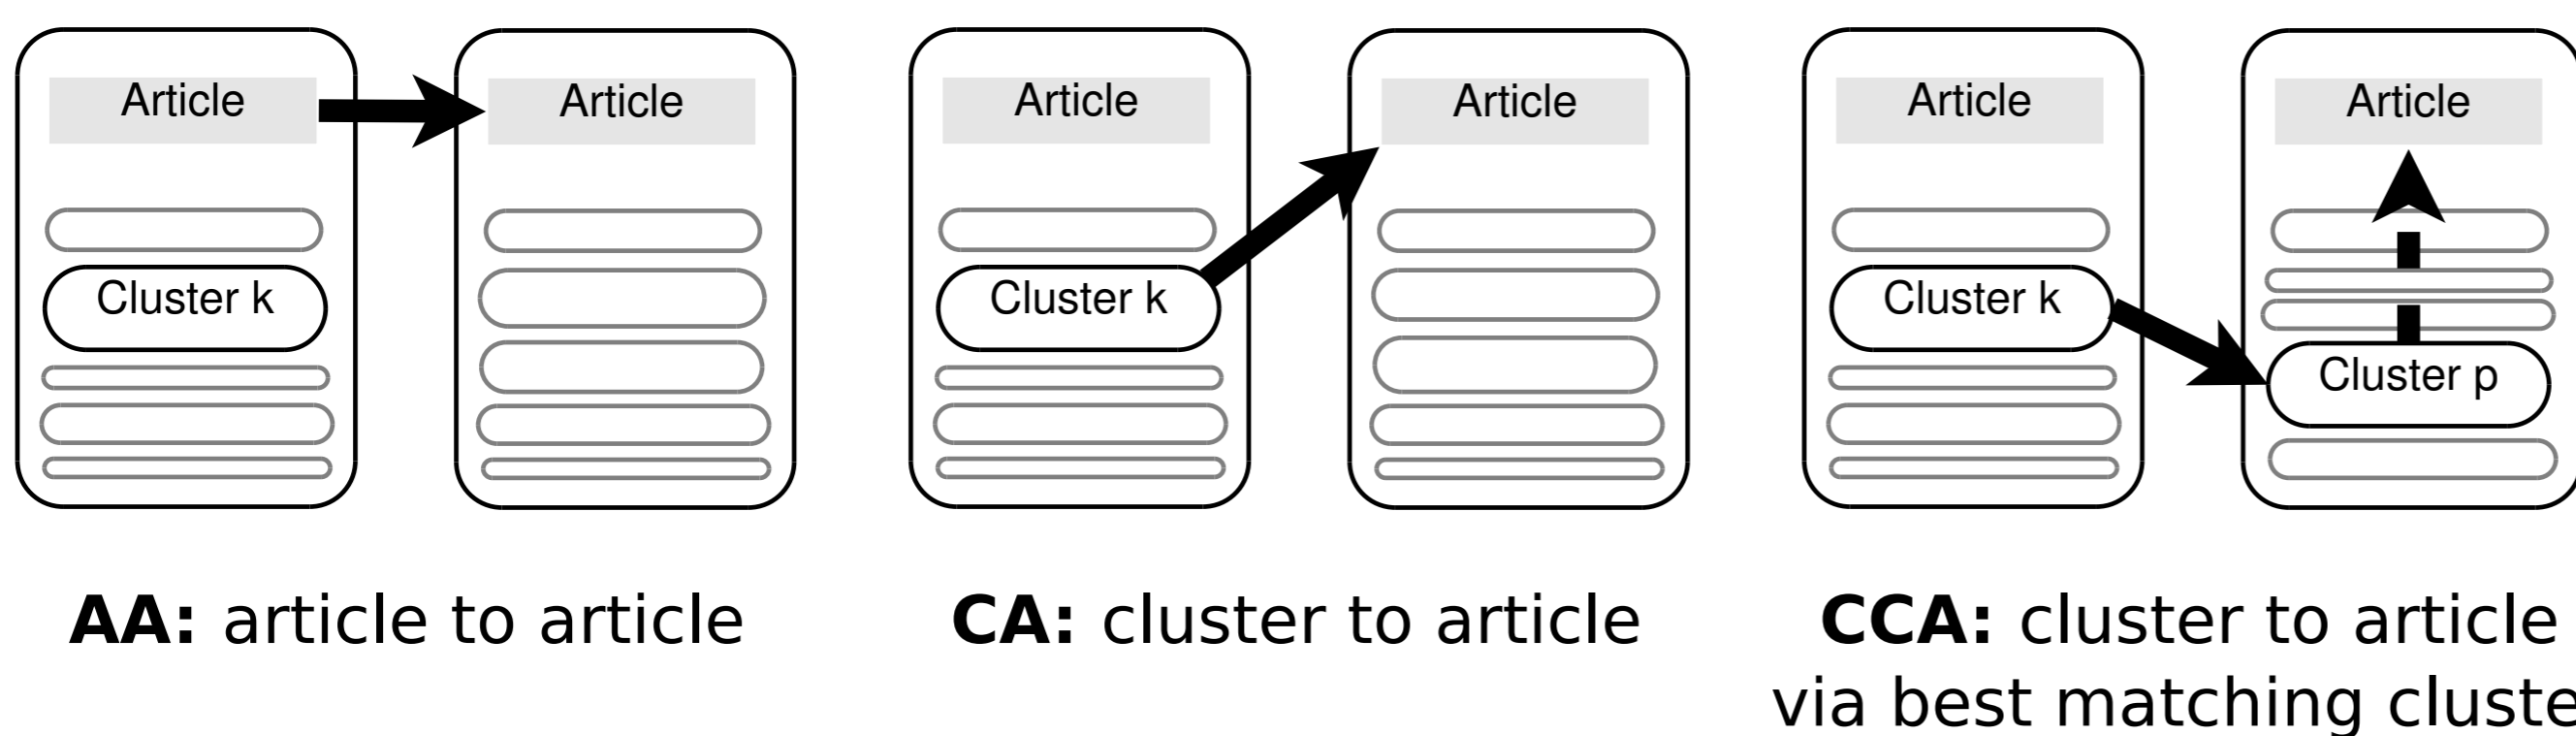 Article
Article
Cluster k
AA: article to article
Article
Article
Cluster k
CA: cluster to article
Article
Article
Cluster k
Cluster p
CCA: cluster to article
via best matching cluste